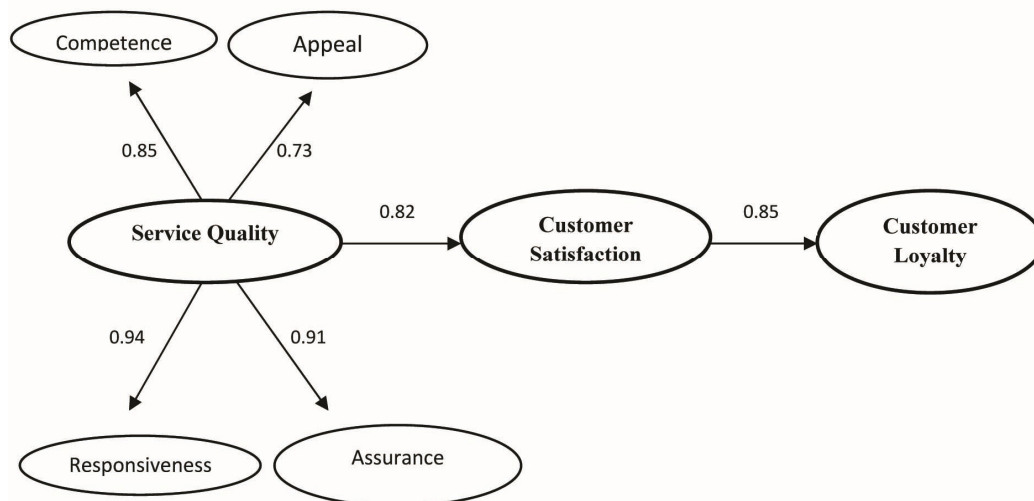 Competence
Appeal
0.85
0.73
Service Quality
0.82
Customer
Satisfaction
0.85
Customer
Loyalty
0.94
0.91
Responsiveness
Assurance